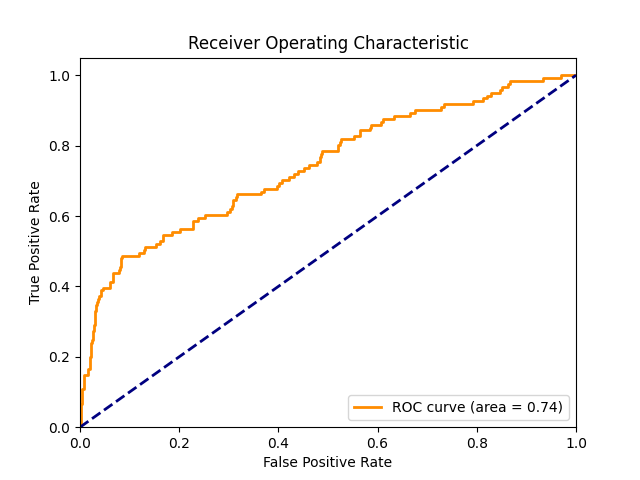 Receiver Operating Characteristic
True Positive Rate
1.0
0.8
0.6
0.4
0.2
0.0
ROC curve (area = 0.74)
0.0 0.2 0.4 0.6 0.8 1.0
False Positive Rate